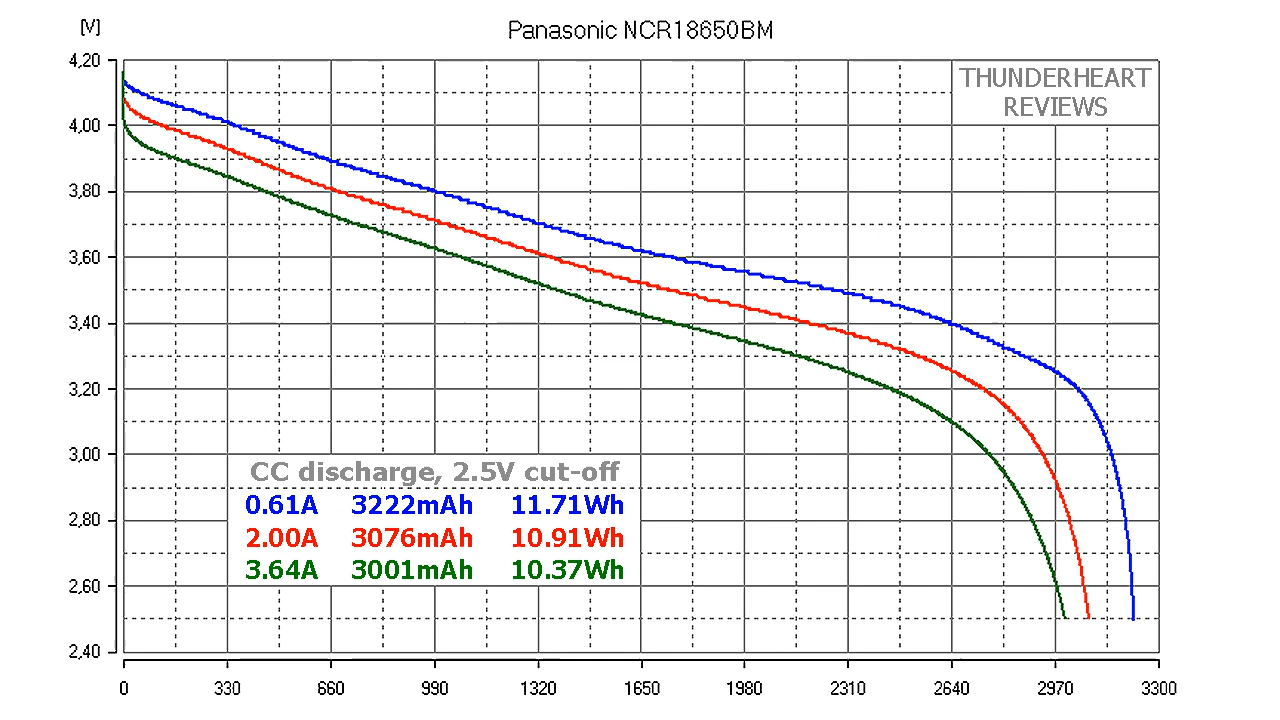 [V]
Panasonic NCR18650BM
THUNDERHEART
REVIEWS
4,20
4,00
3,80
3,60
3,40
3,20
3,00
2,80
2,60
2,40
CC discharge, 2.5V cut-off
0.61A 3222mAh 11.71Wh
2.00A 3076mAh 10.91Wh
3.64A 3001mAh 10.37Wh
0 330 660 990 1320 1650 1980 2310 2640 2970 3300